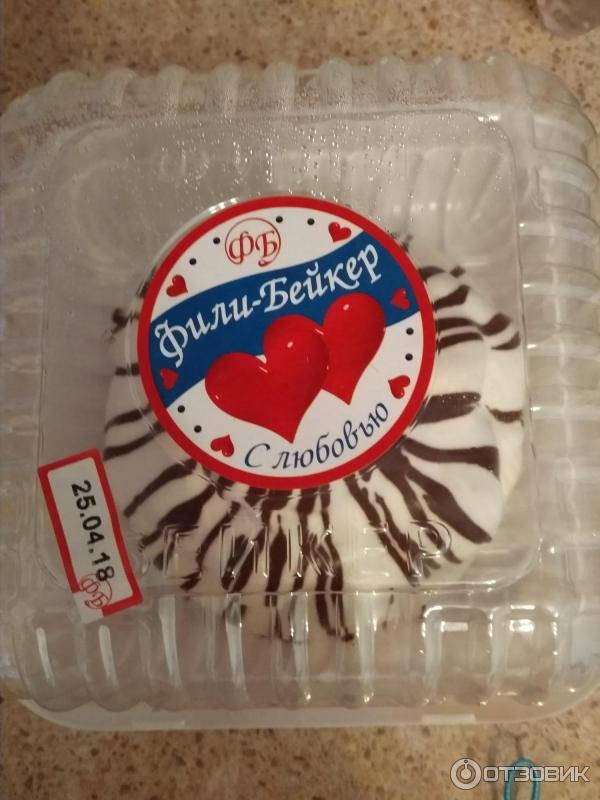 ФБ
Фили-Бейкер
С любовью
25.04.18
ФБ
ОТЗОВИК